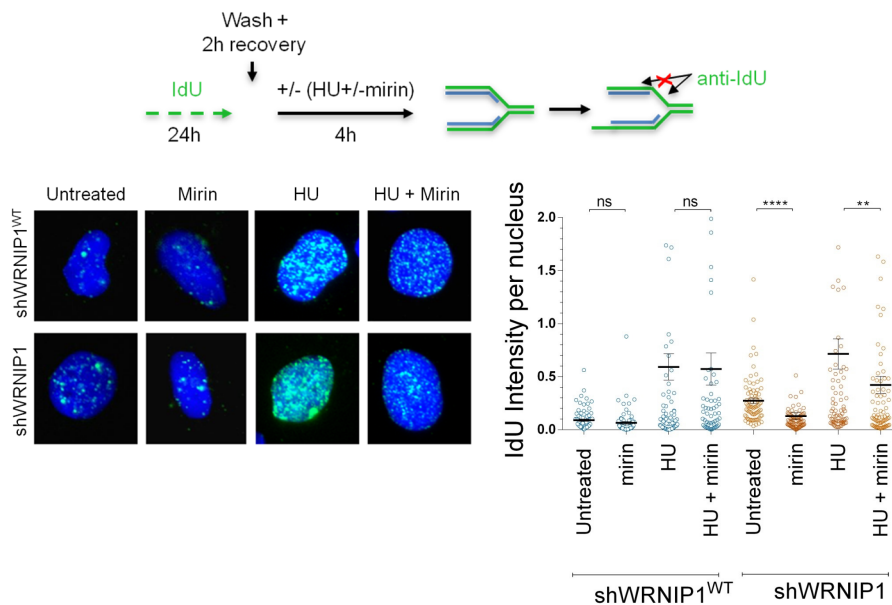 Wash +
2h recovery
IdU
24h
+/- (HU+/-mirin)
4h
anti-IdU
Untreated
Mirin
HU
HU + Mirin
shWRNIP1WT
shWRNIP1
IdU Intensity per nucleus
2.0
1.5
1.0
0.5
0.0
ns
ns
****
**
Untreated
mirin
HU
HU + mirin
Untreated
mirin
HU
HU + mirin
shWRNIP1WT
shWRNIP1